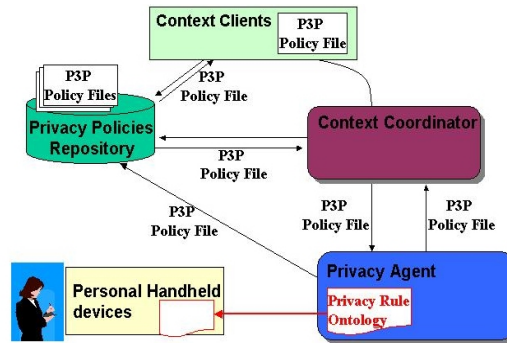 Context Clients
P3P
Policy File
P3P
Policy Files
P3P
Policy File
Privacy Policies
Repository
Context Coordinator
P3P
Policy File
P3P
Policy File
P3P
Policy File
P3P
Policy File
Privacy Agent
Personal Handheld
devices
Privacy Rule
Ontology